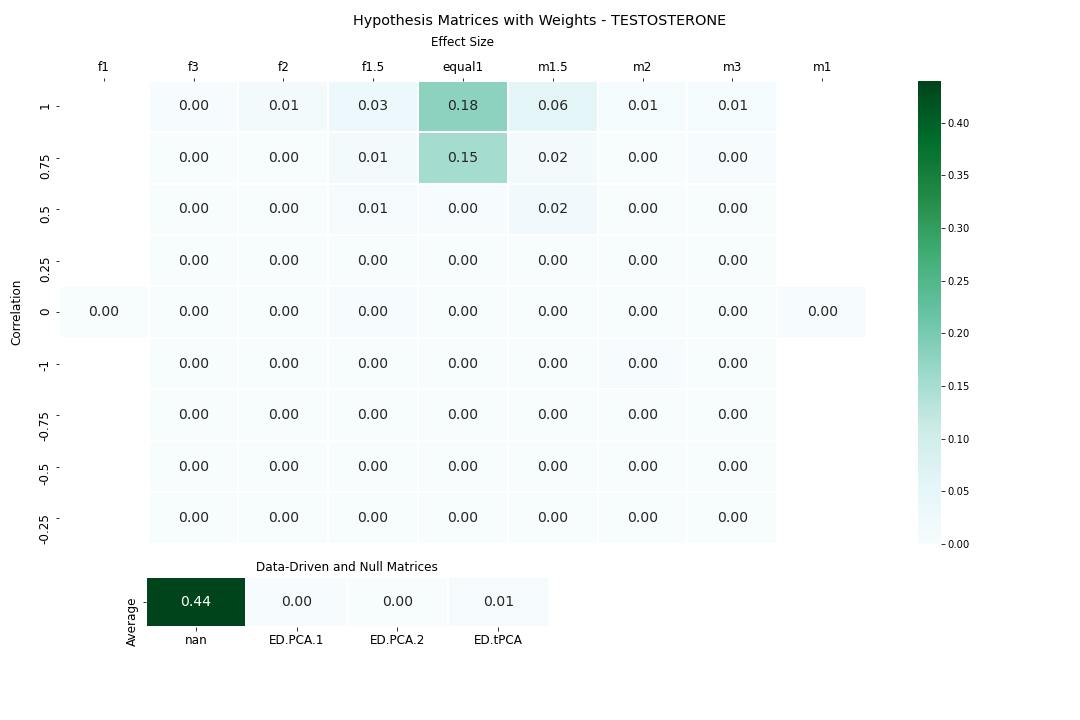 Hypothesis Matrices with Weights - TESTOSTERONE
Effect Size
f1 f3 f2 f1.5 equal1 m1.5 m2 m3 m1
Correlation
1 0.00 0.01 0.03 0.18 0.06 0.01 0.01
0.75 0.00 0.00 0.01 0.15 0.02 0.00 0.00
0.5 0.00 0.00 0.01 0.00 0.02 0.00 0.00
0.25 0.00 0.00 0.00 0.00 0.00 0.00 0.00
0 0.00 0.00 0.00 0.00 0.00 0.00 0.00 0.00 0.00
-1 0.00 0.00 0.00 0.00 0.00 0.00 0.00
-0.75 0.00 0.00 0.00 0.00 0.00 0.00 0.00
-0.5 0.00 0.00 0.00 0.00 0.00 0.00 0.00
-0.25 0.00 0.00 0.00 0.00 0.00 0.00 0.00
0.40
0.35
0.30
0.25
0.20
0.15
0.10
0.05
0.00
Data-Driven and Null Matrices
Average 0.44 0.00 0.00 0.01
nan ED.PCA.1 ED.PCA.2 ED.tPCA